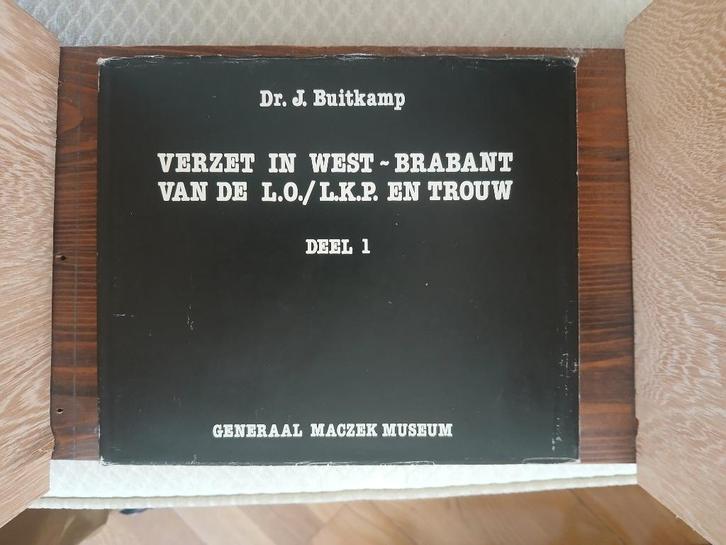 Dr. J. Buitkamp
VERZET IN WEST ~ BRABANT
VAN DE L.O./L.K.P. EN TROUW
DEEL 1
GENERAAL MACZEK MUSEUM